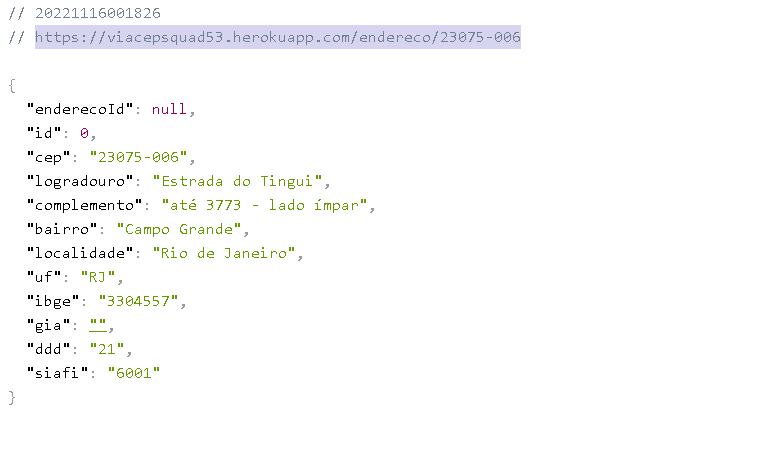 // 20221116001826
// https://viacepsquad53.herokuapp.com/endereco/23075-006
{
"enderecoId": null,
"id": 0,
"cep": "23075-006",
"logradouro": "Estrada do Tingui",
"complemento": "até 3773 - lado ímpar",
"bairro": "Campo Grande",
"localidade": "Rio de Janeiro",
"uf": "RJ",
"ibge": "3304557",
"gia": "",
"ddd": "21",
"siafi": "6001"
}